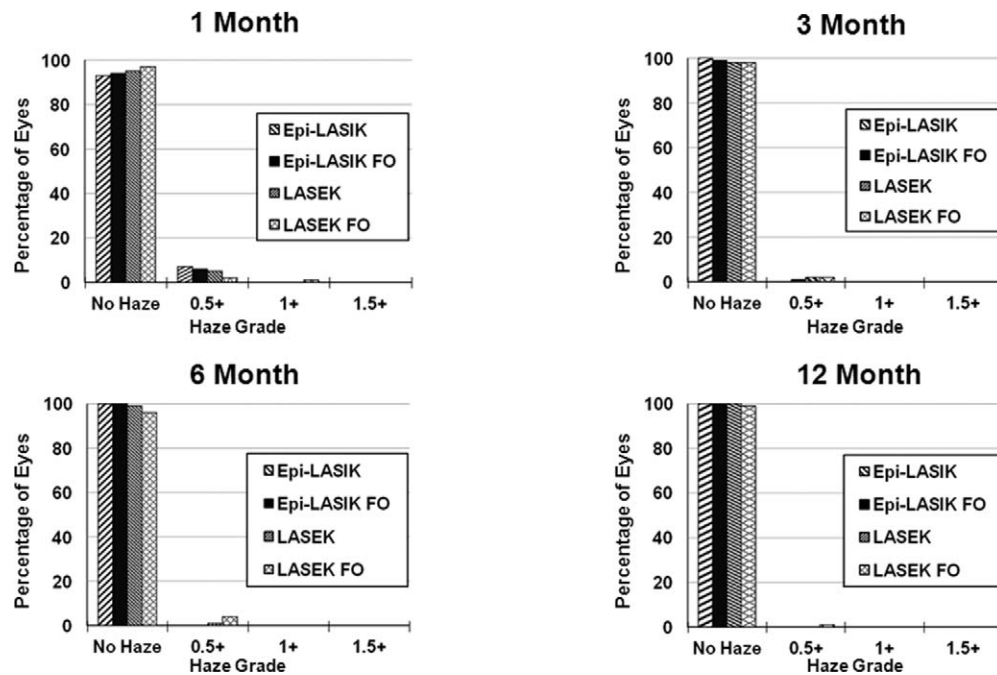 1 Month
Percentage of Eyes
100
80
60
40
20
0
Epi-LASIK
Epi-LASIK FO
LASEK
LASEK FO
No Haze 0.5+ 1+ 1.5+
Haze Grade
3 Month
Percentage of Eyes
100
80
60
40
20
0
Epi-LASIK
Epi-LASIK FO
LASEK
LASEK FO
No Haze 0.5+ 1+ 1.5+
Haze Grade
6 Month
Percentage of Eyes
100
80
60
40
20
0
Epi-LASIK
Epi-LASIK FO
LASEK
LASEK FO
No Haze 0.5+ 1+ 1.5+
Haze Grade
12 Month
Percentage of Eyes
100
80
60
40
20
0
Epi-LASIK
Epi-LASIK FO
LASEK
LASEK FO
No Haze 0.5+ 1+ 1.5+
Haze Grade